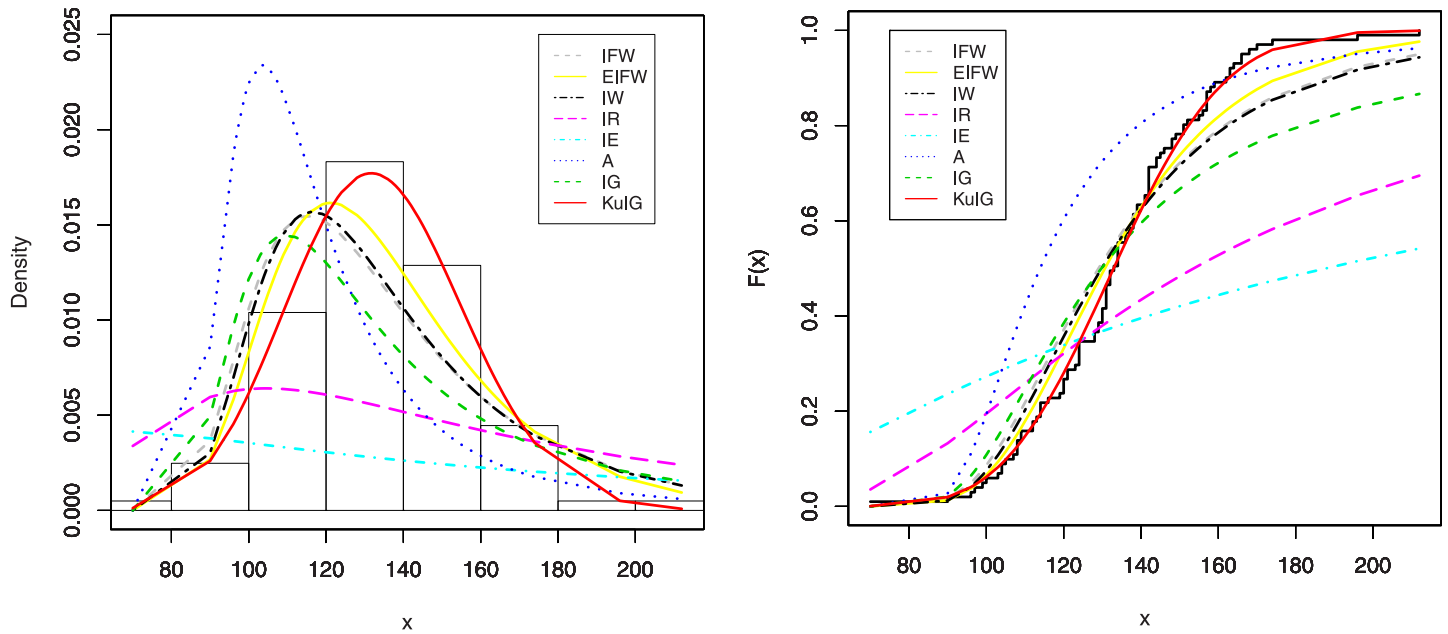 0.025
0.020
0.015
0.010
0.005
0.000
Density
80 100 120 140 160 180 200
x
IFW
EIFW
IW
IR
IE
A
IG
KuIG
1.0
0.8
0.6
0.4
0.2
0.0
F(x)
80 100 120 140 160 180 200
x
IFW
EIFW
IW
IR
IE
A
IG
KuIG